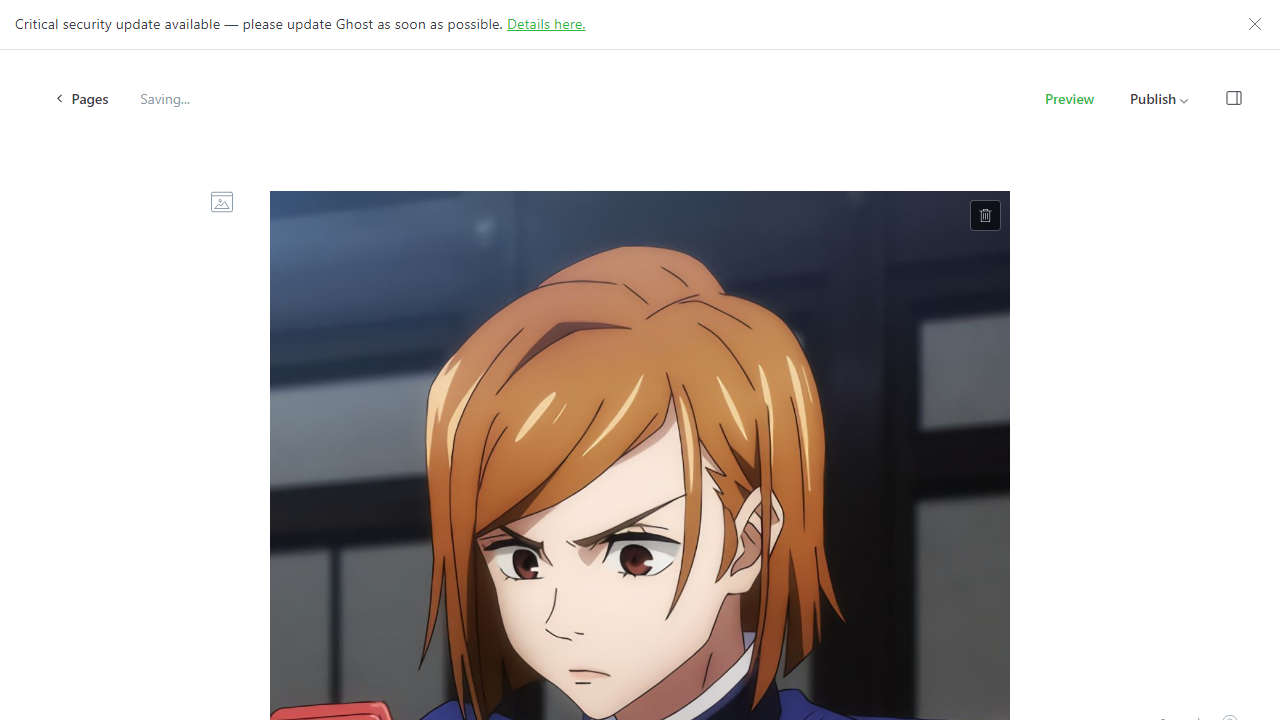 Critical security update available — please update Ghost as soon as possible. Details here.
Pages
Saving...
Preview
Publish